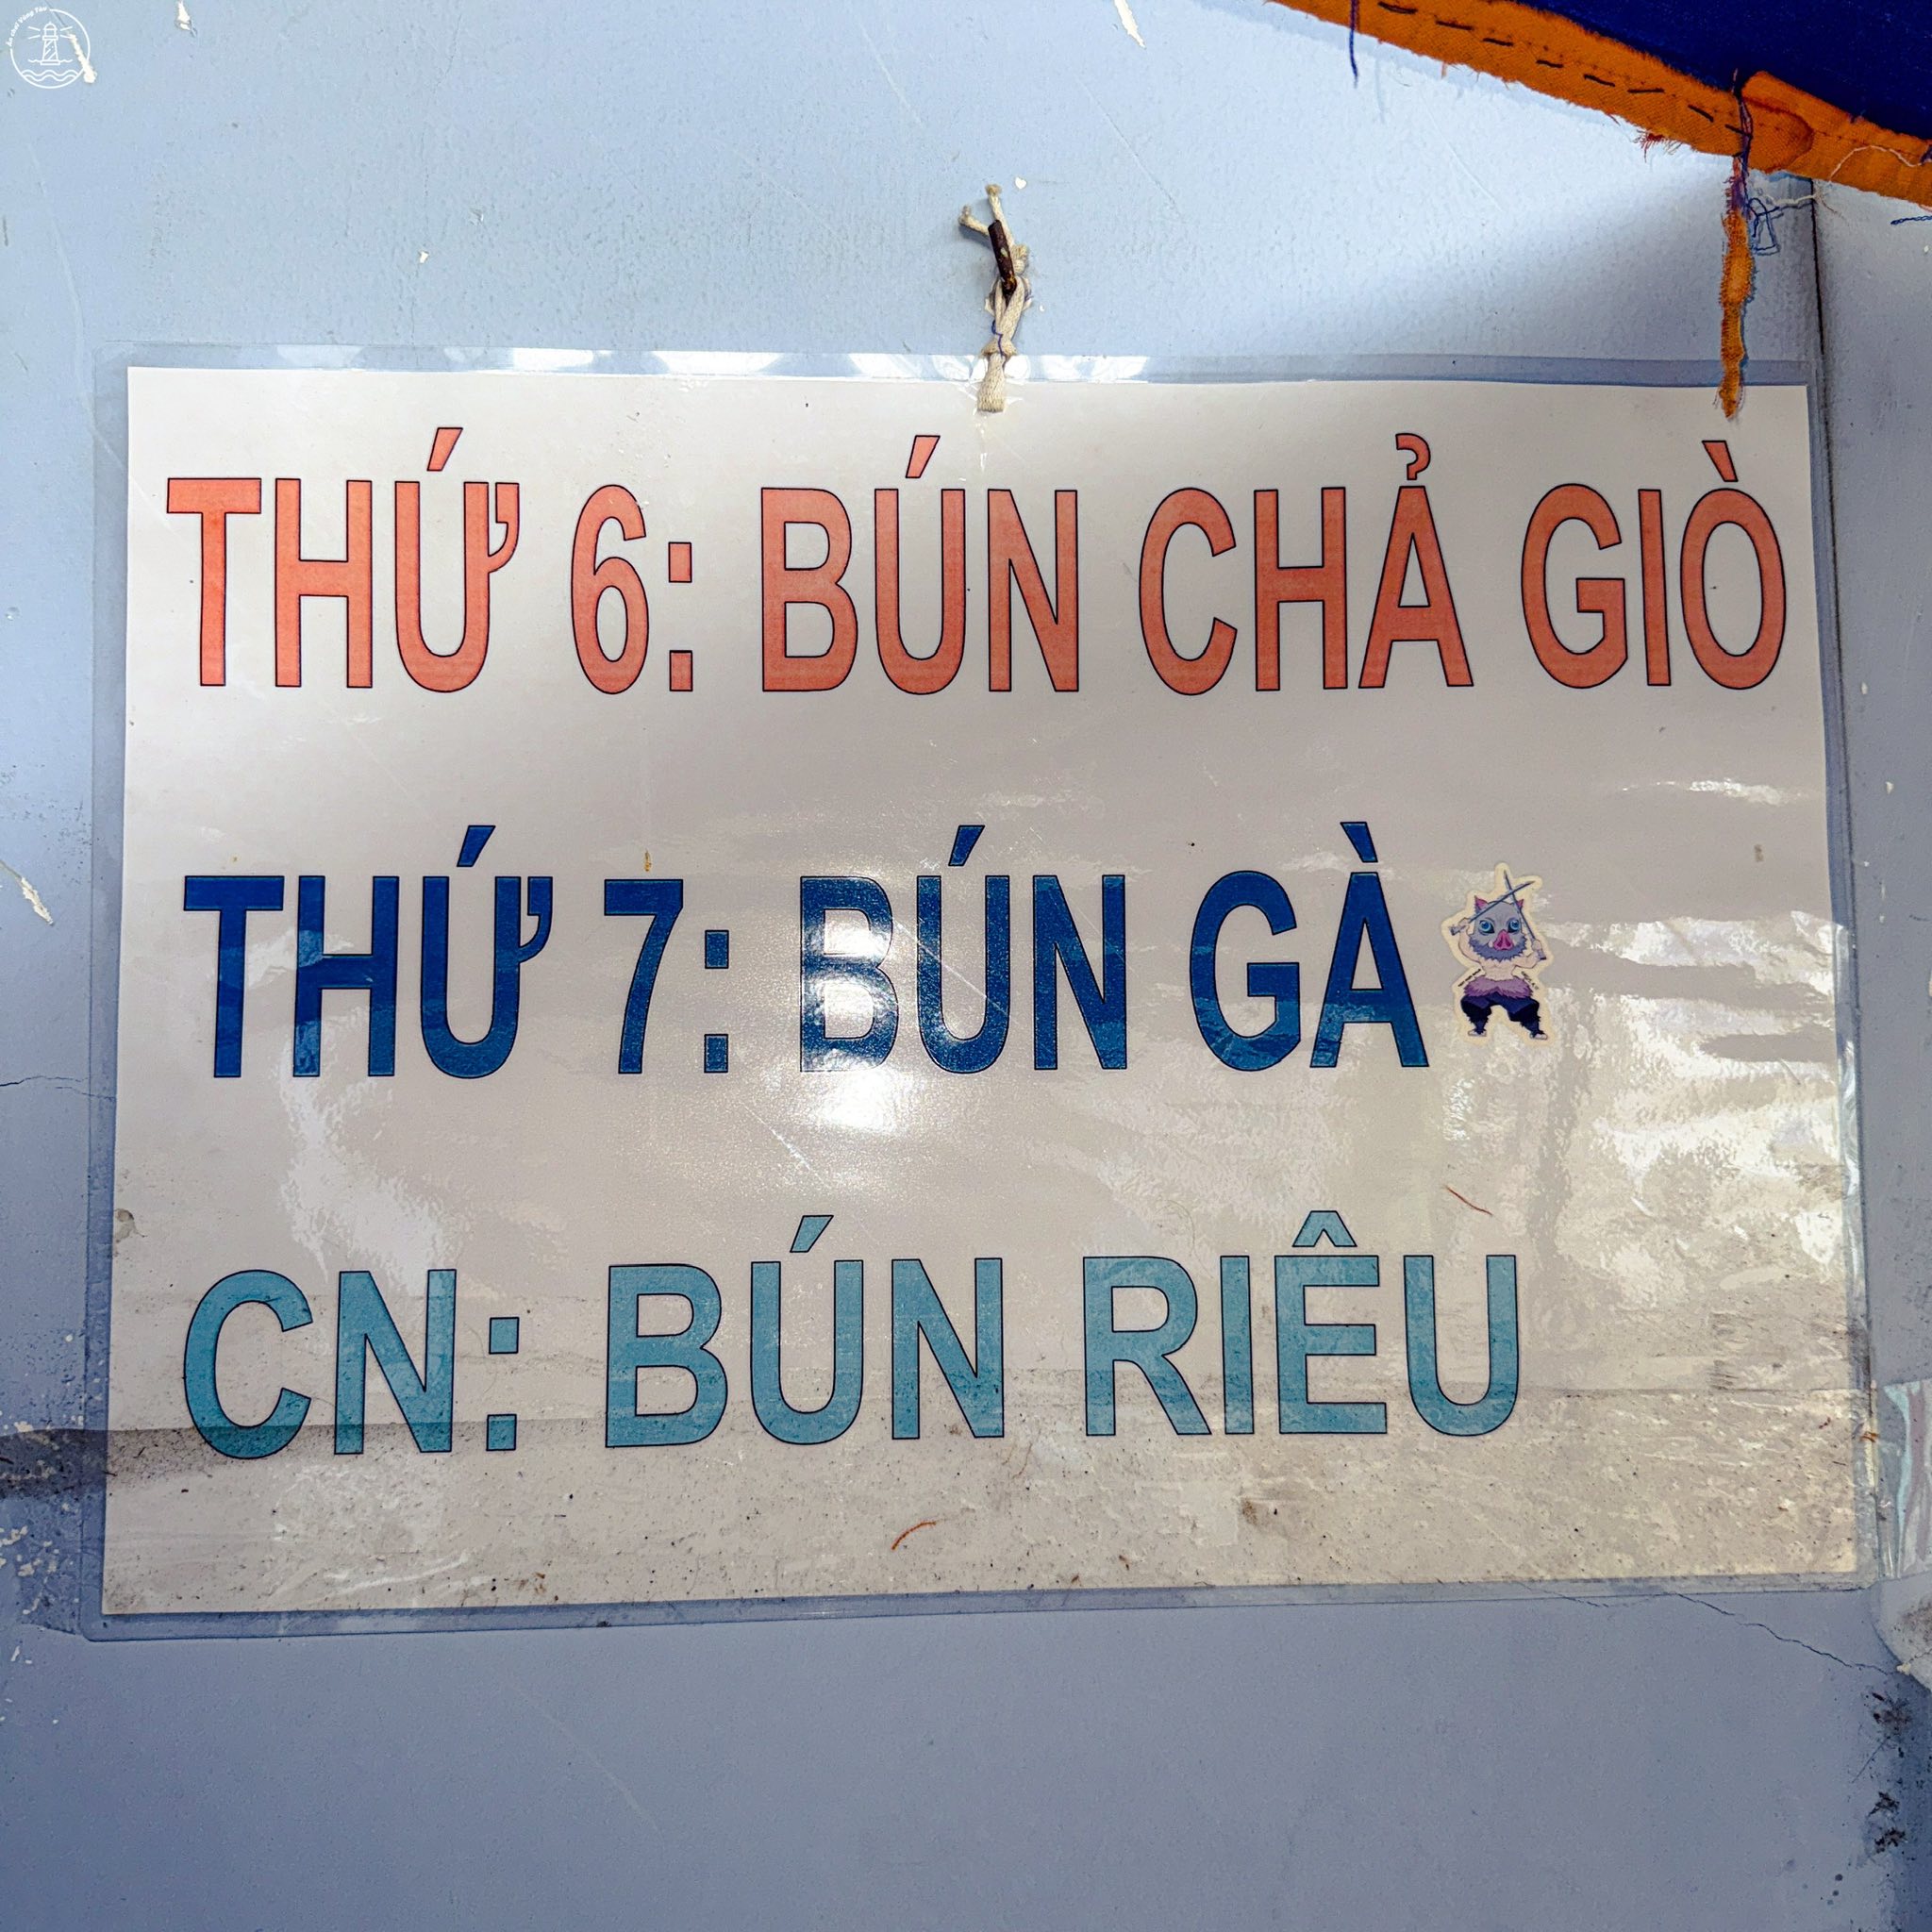 THỨ 6: BÚN CHẢ GIÒ
THỨ 7: BÚN GÀ
CN: BÚN RIÊU